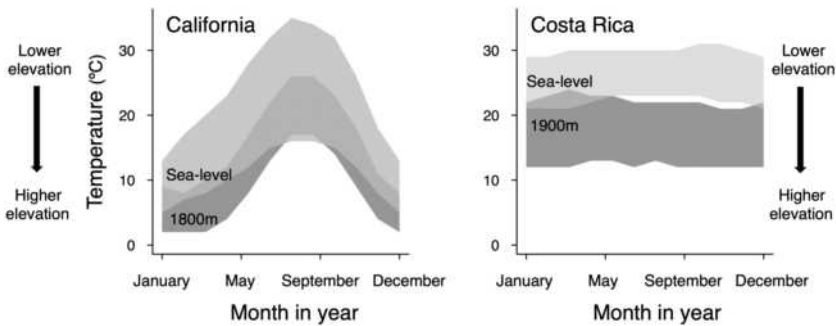 California
Costa Rica
Lower
elevation
Higher
elevation
Temperature (ºC)
30
20
10
0
Sea-level
1800m
January
May
September
December
Month in year
30
20
10
0
Sea-level
1900m
January
May
September
December
Month in year
Lower
elevation
Higher
elevation